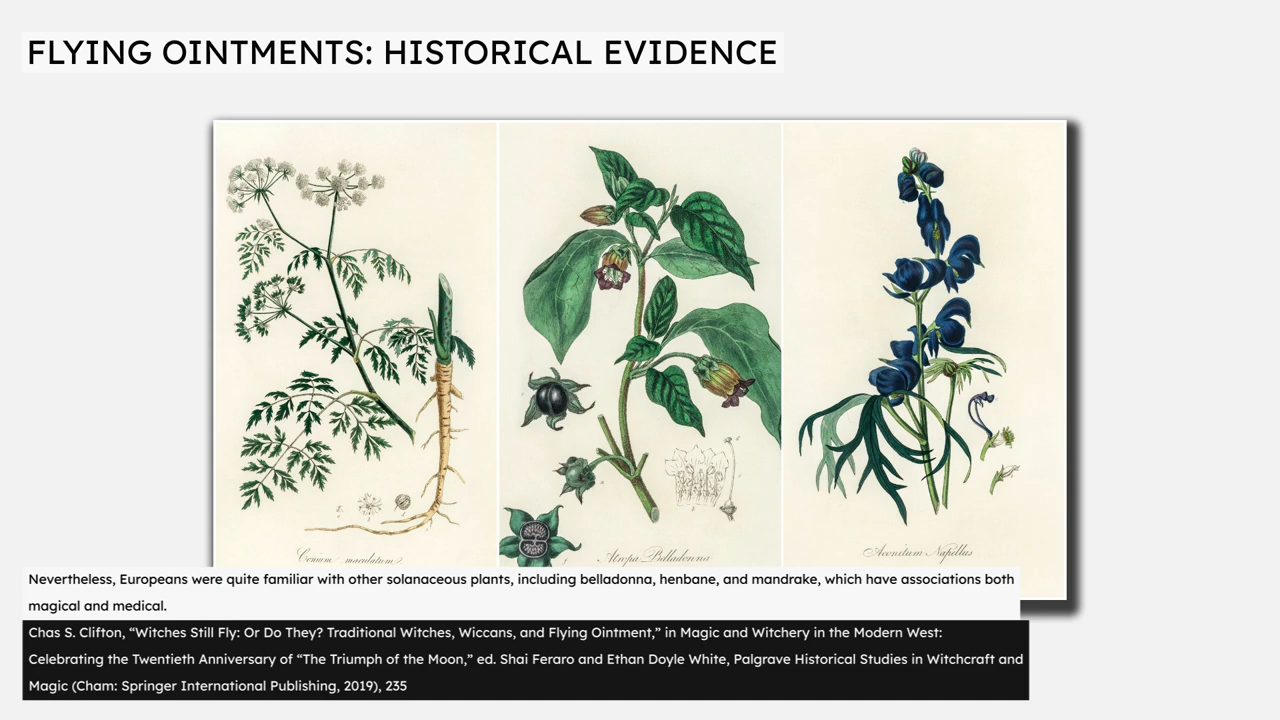 FLYING OINTMENTS: HISTORICAL EVIDENCE
Conium maculatum
Atropa Belladonna
Aconitum Napellus
Nevertheless, Europeans were quite familiar with other solanaceous plants, including belladonna, henbane, and mandrake, which have associations both
magical and medical.
Chas S. Clifton, “Witches Still Fly: Or Do They? Traditional Witches, Wiccans, and Flying Ointment,” in Magic and Witchery in the Modern West:
Celebrating the Twentieth Anniversary of “The Triumph of the Moon,” ed. Shai Feraro and Ethan Doyle White, Palgrave Historical Studies in Witchcraft and
Magic (Cham: Springer International Publishing, 2019), 235